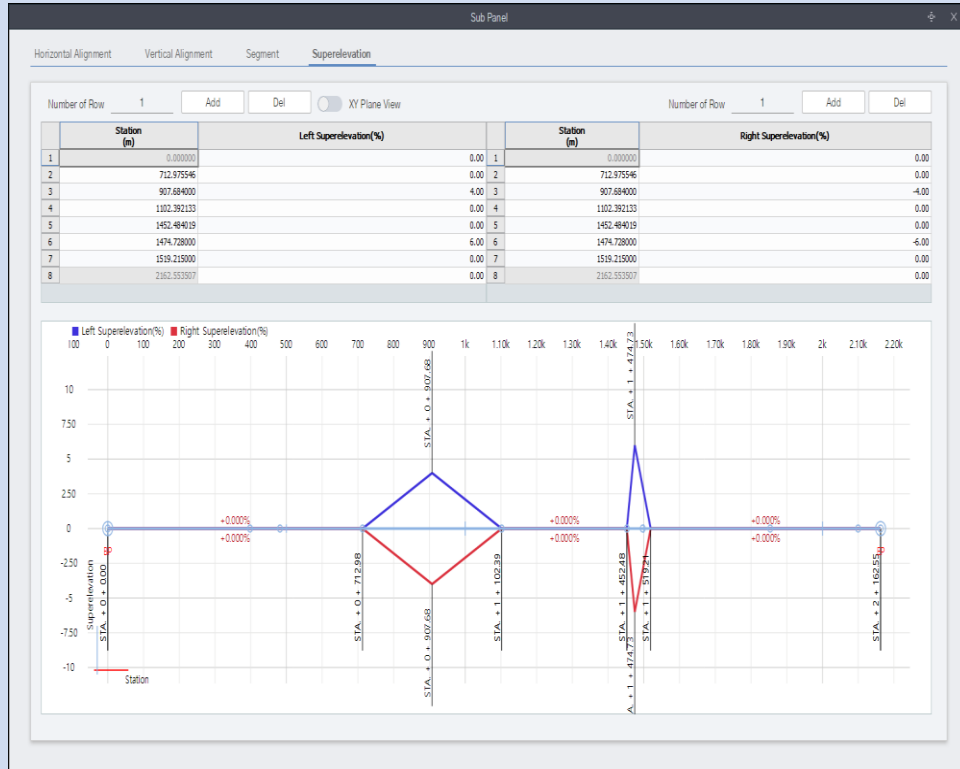 Sub Panel
Horizontal Alignment Vertical Alignment Segment Superelevation
Number of Row 1 Add Del XY Plane View Number of Row 1 Add Del
Station (m) Left Superelevation(%) Station (m) Right Superelevation(%)
1 0.000000 0.00 1 0.000000 0.00
2 712.975546 0.00 2 712.975546 0.00
3 907.684000 4.00 3 907.684000 -4.00
4 1102.392133 0.00 4 1102.392133 0.00
5 1452.484019 0.00 5 1452.484019 0.00
6 1474.728000 6.00 6 1474.728000 -6.00
7 1519.215000 0.00 7 1519.215000 0.00
8 2162.553507 0.00 8 2162.553507 0.00
Left Superelevation(%) Right Superelevation(%)
100 0 100 200 300 400 500 600 700 800 900 1k 1.10k 1.20k 1.30k 1.40k 1.50k 1.60k 1.70k 1.80k 1.90k 2k 2.10k 2.20k
STA. + 0 + 907.68
STA. + 1 + 474.73
10
7.50
5
2.50
0
-2.50
-5
-7.50
-10
+0.000% +0.000% +0.000%
+0.000% +0.000% +0.000%
Superelevation
STA. + 0 + 0.00
STA. + 0 + 712.98
STA. + 0 + 907.68
STA. + 1 + 102.39
STA. + 1 + 452.48
A. + 1 + 474.73
STA. + 1 + 519.21
STA. + 2 + 162.55
Station